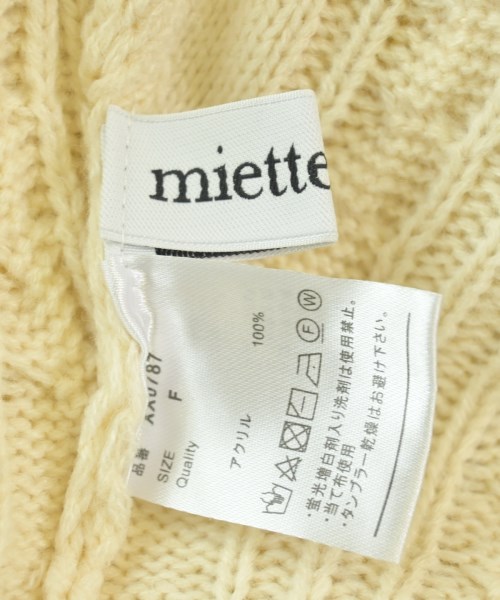 miette
品番 XX0787
SIZE F
Quality
アクリル 100%
F W
・蛍光増白剤入り洗剤は使用禁止。
・当て布使用
・タンブラー乾燥はお避け下さい。